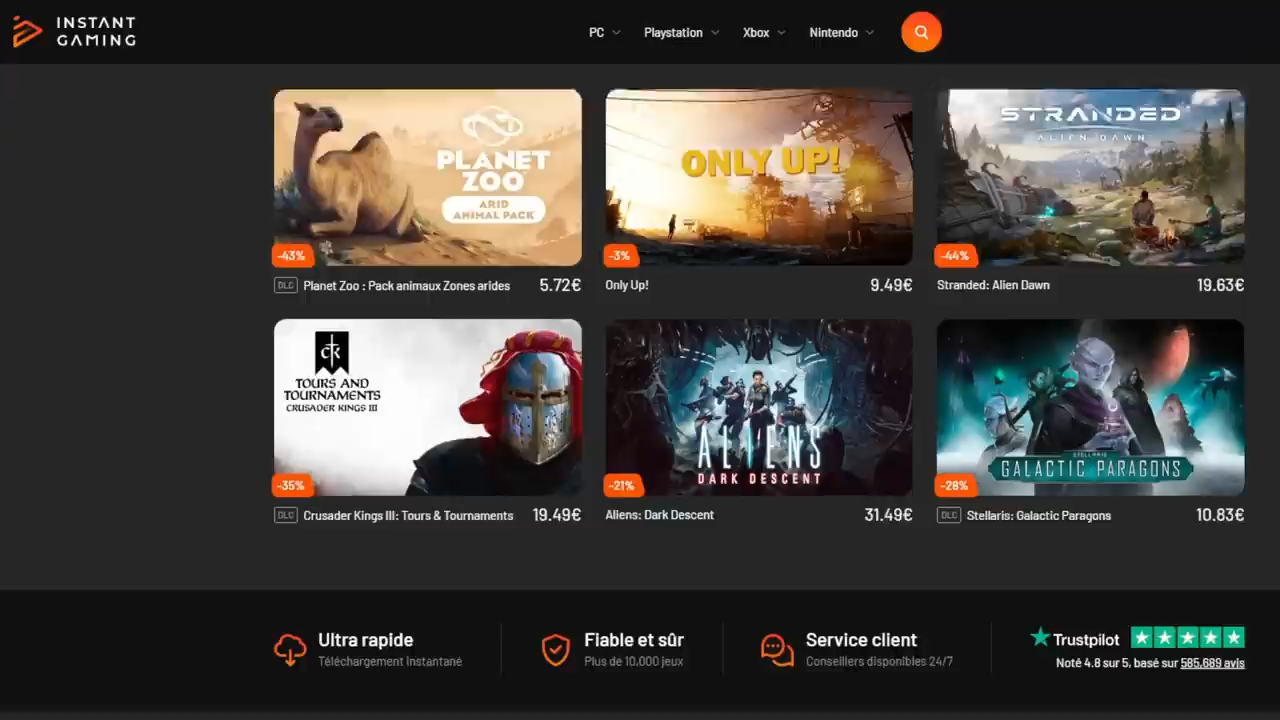 INSTANT
GAMING
PC
Playstation
Xbox
Nintendo
PLANET
ZOO
ARID
ANIMAL PACK
-43%
DLC Planet Zoo : Pack animaux Zones arides 5.72€
ONLY UP!
-3%
Only Up! 9.49€
STRANDED
ALIEN DAWN
-44%
Stranded: Alien Dawn 19.63€
CK
TOURS AND
TOURNAMENTS
CRUSADER KINGS III
-35%
DLC Crusader Kings III: Tours & Tournaments 19.49€
ALIENS
DARK DESCENT
-21%
Aliens: Dark Descent 31.49€
STELLARIS
GALACTIC PARAGONS
-28%
DLC Stellaris: Galactic Paragons 10.83€
Ultra rapide
Téléchargement instantané
Fiable et sûr
Plus de 10,000 jeux
Service client
Conseillers disponibles 24/7
Trustpilot
Noté 4.8 sur 5, basé sur 585,689 avis